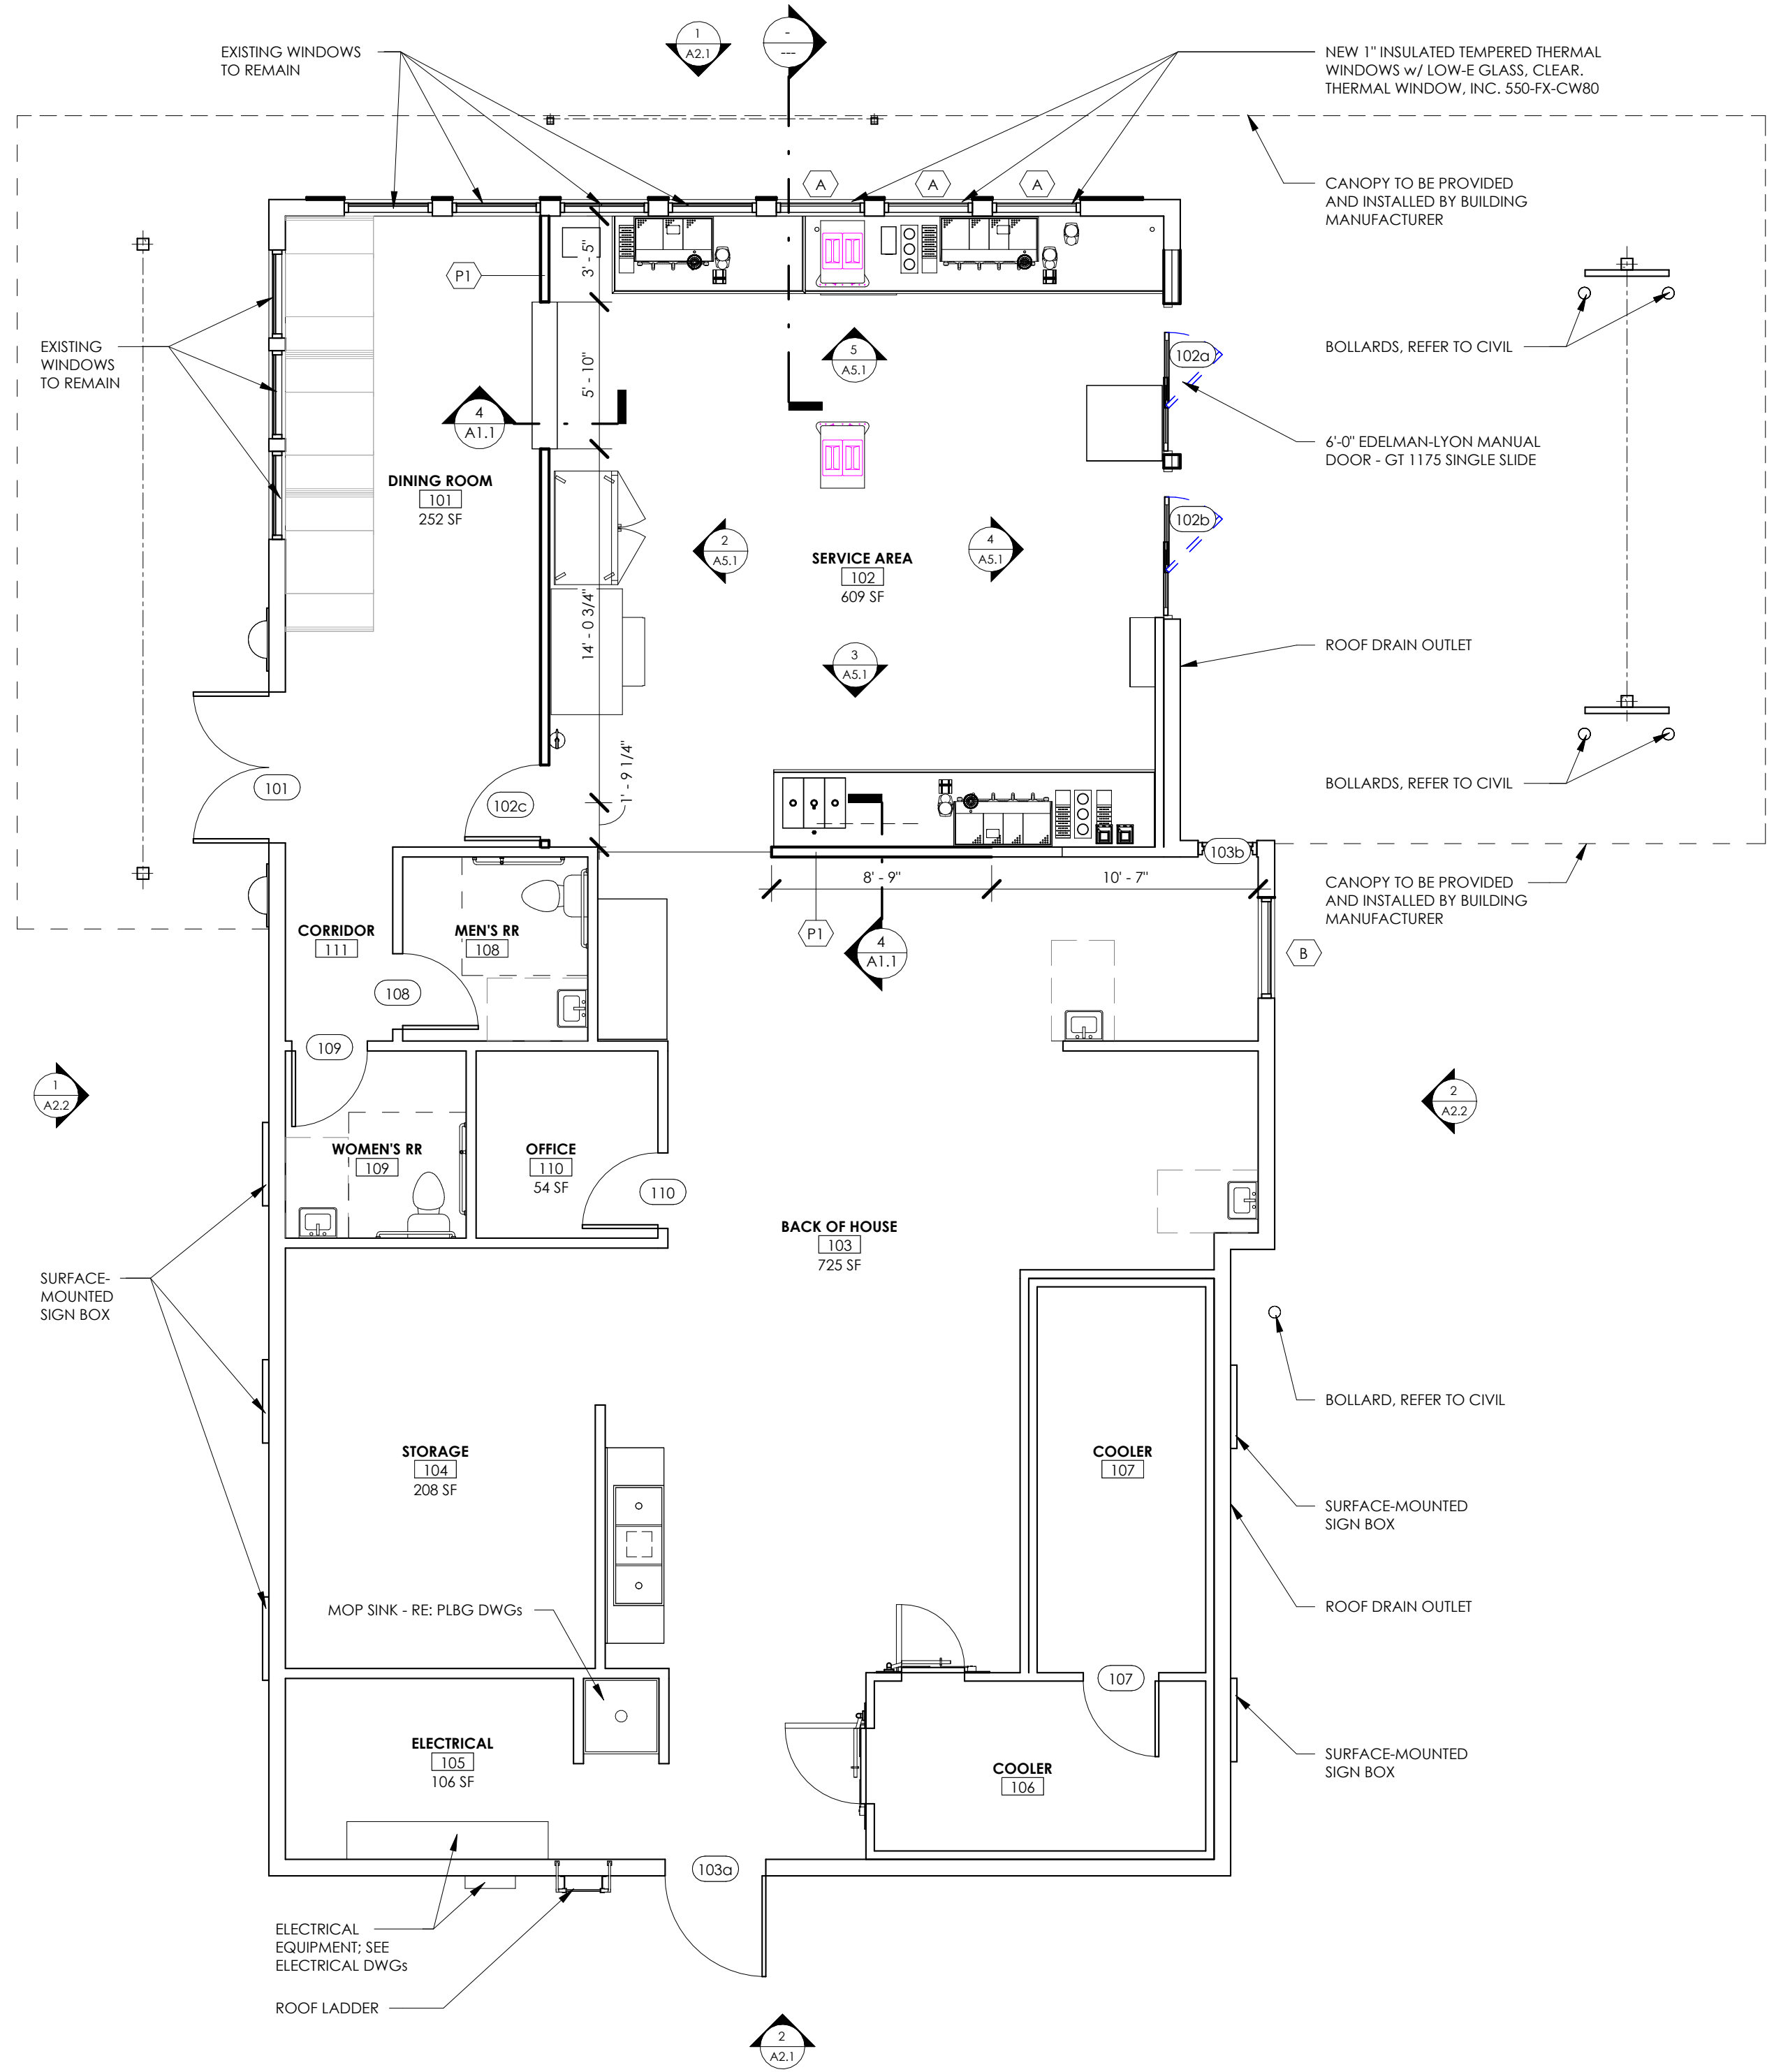 1
A2.1
-
---
EXISTING WINDOWS
TO REMAIN
NEW 1" INSULATED TEMPERED THERMAL
WINDOWS w/ LOW-E GLASS, CLEAR.
THERMAL WINDOW, INC. 550-FX-CW80
A
A
A
CANOPY TO BE PROVIDED
AND INSTALLED BY BUILDING
MANUFACTURER
P1
3' - 5"
EXISTING
WINDOWS
TO REMAIN
5
A5.1
102a
BOLLARDS, REFER TO CIVIL
5' - 10"
4
A1.1
6'-0" EDELMAN-LYON MANUAL
DOOR - GT 1175 SINGLE SLIDE
DINING ROOM
101
252 SF
102b
2
A5.1
4
A5.1
SERVICE AREA
102
609 SF
14' - 0 3/4"
3
A5.1
ROOF DRAIN OUTLET
101
102c
1' - 9 1/4"
BOLLARDS, REFER TO CIVIL
103b
8' - 9"
10' - 7"
CANOPY TO BE PROVIDED
AND INSTALLED BY BUILDING
MANUFACTURER
CORRIDOR
111
MEN'S RR
108
P1
4
A1.1
B
108
109
1
A2.2
2
A2.2
WOMEN'S RR
109
OFFICE
110
54 SF
110
BACK OF HOUSE
103
725 SF
SURFACE-
MOUNTED
SIGN BOX
BOLLARD, REFER TO CIVIL
STORAGE
104
208 SF
COOLER
107
SURFACE-MOUNTED
SIGN BOX
MOP SINK - RE: PLBG DWGs
ROOF DRAIN OUTLET
107
ELECTRICAL
105
106 SF
COOLER
106
SURFACE-MOUNTED
SIGN BOX
103a
ELECTRICAL
EQUIPMENT; SEE
ELECTRICAL DWGs
ROOF LADDER
2
A2.1